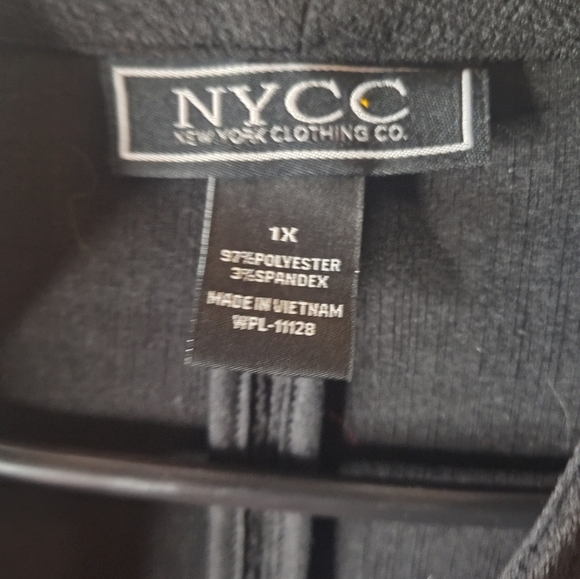 NYCC
NEW YORK CLOTHING CO.
1X
97%POLYESTER
3%SPANDEX
MADE IN VIETNAM
WPL-11128